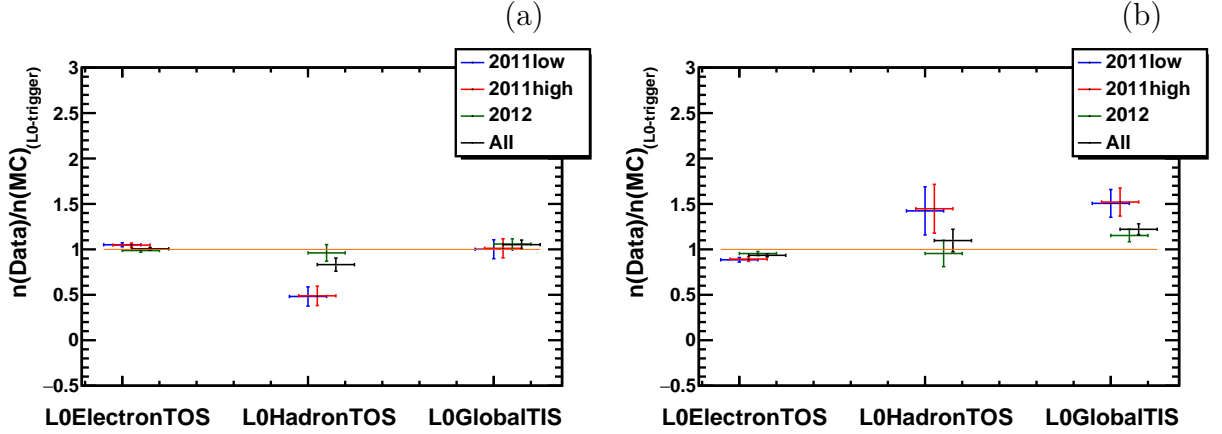 (a)
n(Data)/n(MC)(L0-trigger)
3
2.5
2
1.5
1
0.5
0
−0.5
2011low
2011high
2012
All
L0ElectronTOS L0HadronTOS L0GlobalTIS
(b)
n(Data)/n(MC)(L0-trigger)
3
2.5
2
1.5
1
0.5
0
−0.5
2011low
2011high
2012
All
L0ElectronTOS L0HadronTOS L0GlobalTIS